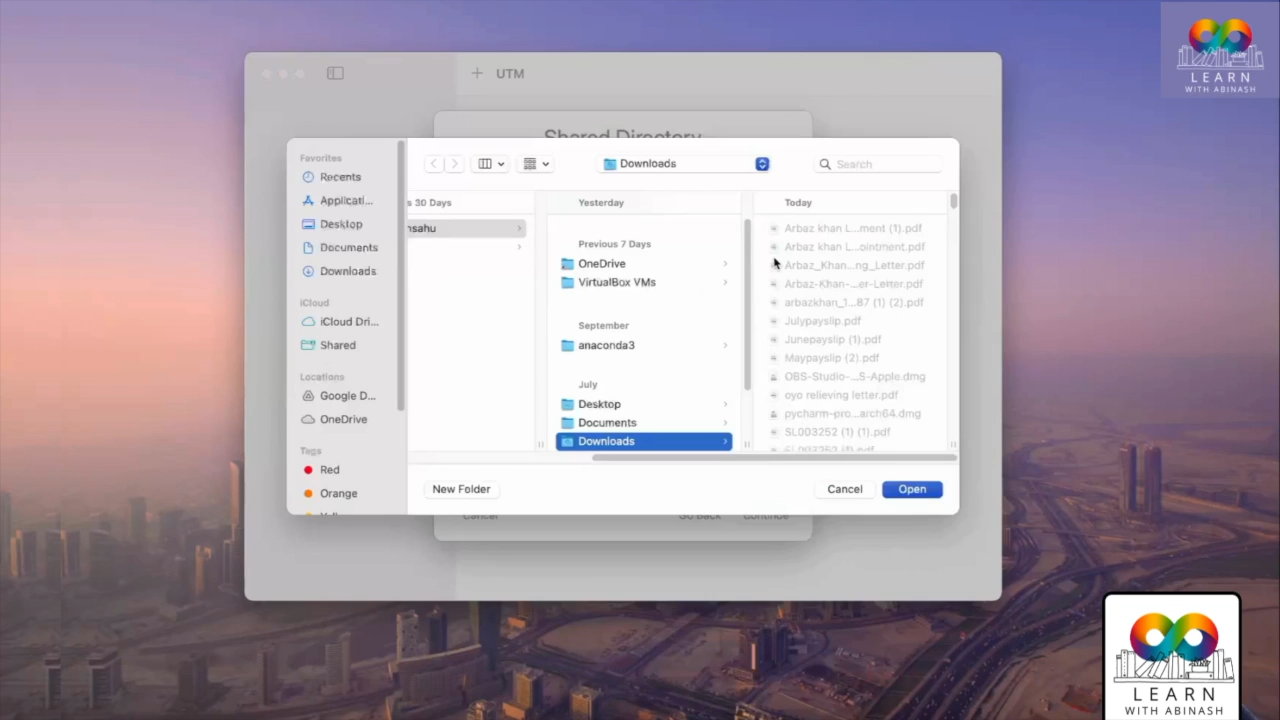 LEARN
WITH ABINASH
UTM
Shared Directory
Favorites
Recents
Applicati...
Desktop
Documents
Downloads
iCloud
iCloud Dri...
Shared
Locations
Google D...
OneDrive
Tags
Red
Orange
Downloads
Search
s 30 Days
nsahu
Yesterday
Previous 7 Days
OneDrive
VirtualBox VMs
September
anaconda3
July
Desktop
Documents
Downloads
Today
Arbaz khan L...ment (1).pdf
Arbaz khan L...ointment.pdf
Arbaz_Khan...ng_Letter.pdf
Arbaz-Khan-...er-Letter.pdf
arbazkhan_1...87 (1) (2).pdf
Julypayslip.pdf
Junepayslip (1).pdf
Maypayslip (2).pdf
OBS-Studio-...S-Apple.dmg
oyo relieving letter.pdf
pycharm-pro...arch64.dmg
SL003252 (1) (1).pdf
SL003252 (1).pdf
New Folder
Cancel
Open
Cancel
Go Back
Continue
LEARN
WITH ABINASH